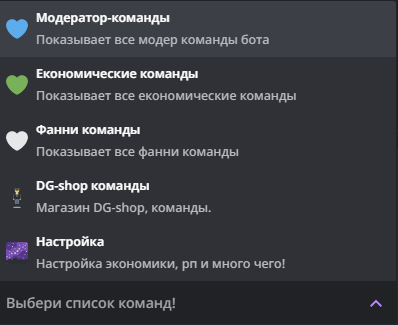 Модератор-команды
Показывает все модер команды бота
Економические команды
Показывает все економические команды
Фанни команды
Показывает все фанни команды
DG-shop команды
Магазин DG-shop, команды.
Настройка
Настройка экономики, рп и много чего!
Выбери список команд!